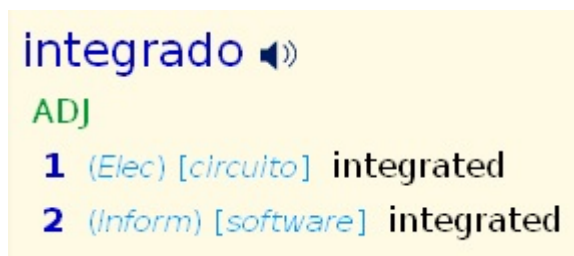 integrado
ADJ
1 (Elec) [circuito] integrated
2 (Inform) [software] integrated